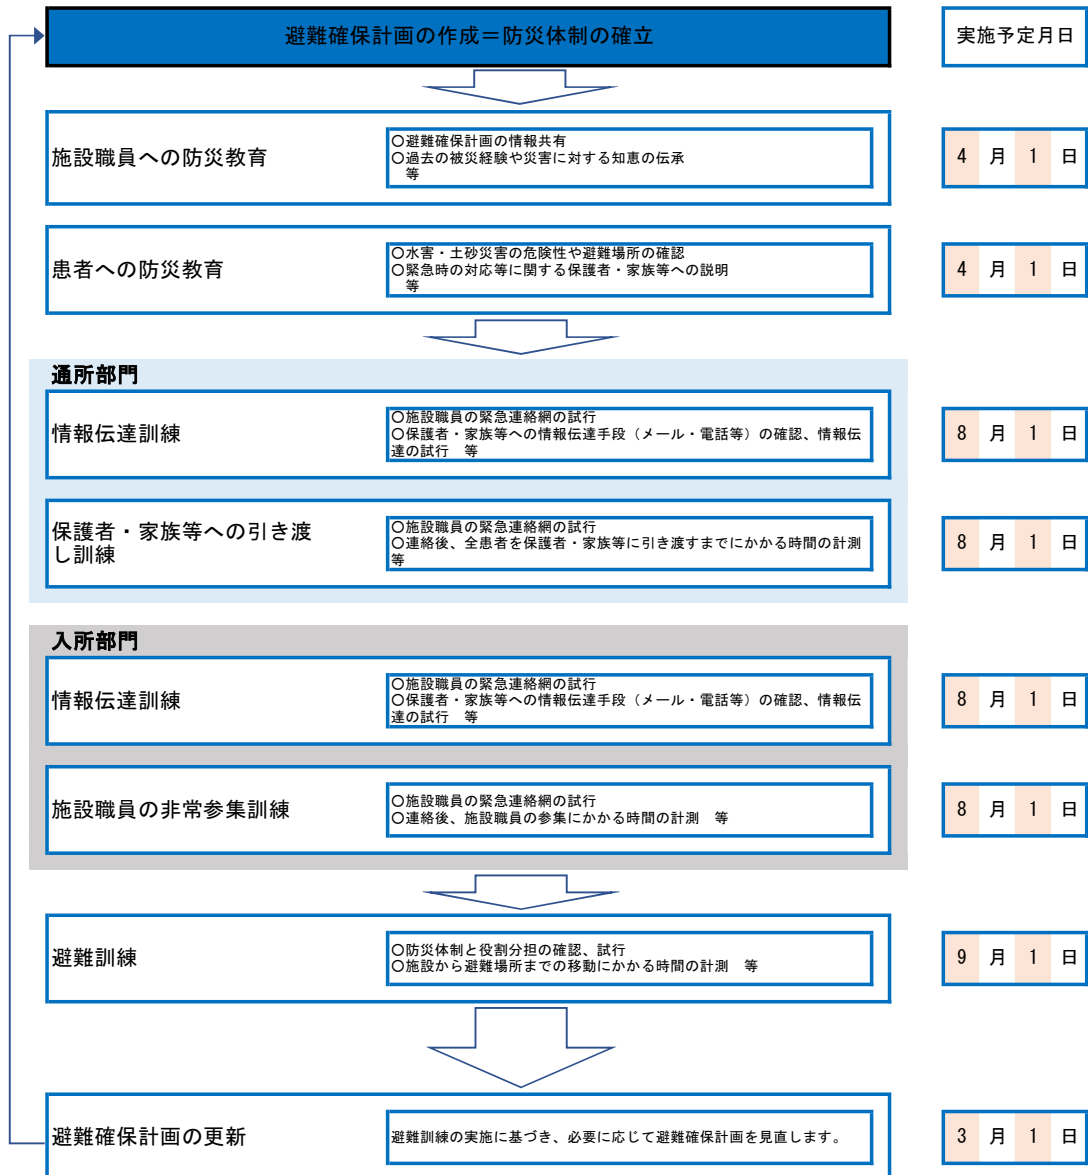 避難確保計画の作成＝防災体制の確立
実施予定月日
施設職員への防災教育
〇避難確保計画の情報共有
〇過去の被災経験や災害に対する知恵の伝承
等
4 月 1 日
患者への防災教育
〇水害・土砂災害の危険性や避難場所の確認
〇緊急時の対応等に関する保護者・家族等への説明
等
4 月 1 日
通所部門
情報伝達訓練
〇施設職員の緊急連絡網の試行
〇保護者・家族等への情報伝達手段（メール・電話等）の確認、情報伝
達の試行　等
8 月 1 日
保護者・家族等への引き渡
し訓練
〇施設職員の緊急連絡網の試行
〇連絡後、全患者を保護者・家族等に引き渡すまでにかかる時間の計測
等
8 月 1 日
入所部門
情報伝達訓練
〇施設職員の緊急連絡網の試行
〇保護者・家族等への情報伝達手段（メール・電話等）の確認、情報伝
達の試行　等
8 月 1 日
施設職員の非常参集訓練
〇施設職員の緊急連絡網の試行
〇連絡後、施設職員の参集にかかる時間の計測　等
8 月 1 日
避難訓練
〇防災体制と役割分担の確認、試行
〇施設から避難場所までの移動にかかる時間の計測　等
9 月 1 日
避難確保計画の更新
避難訓練の実施に基づき、必要に応じて避難確保計画を見直します。
3 月 1 日